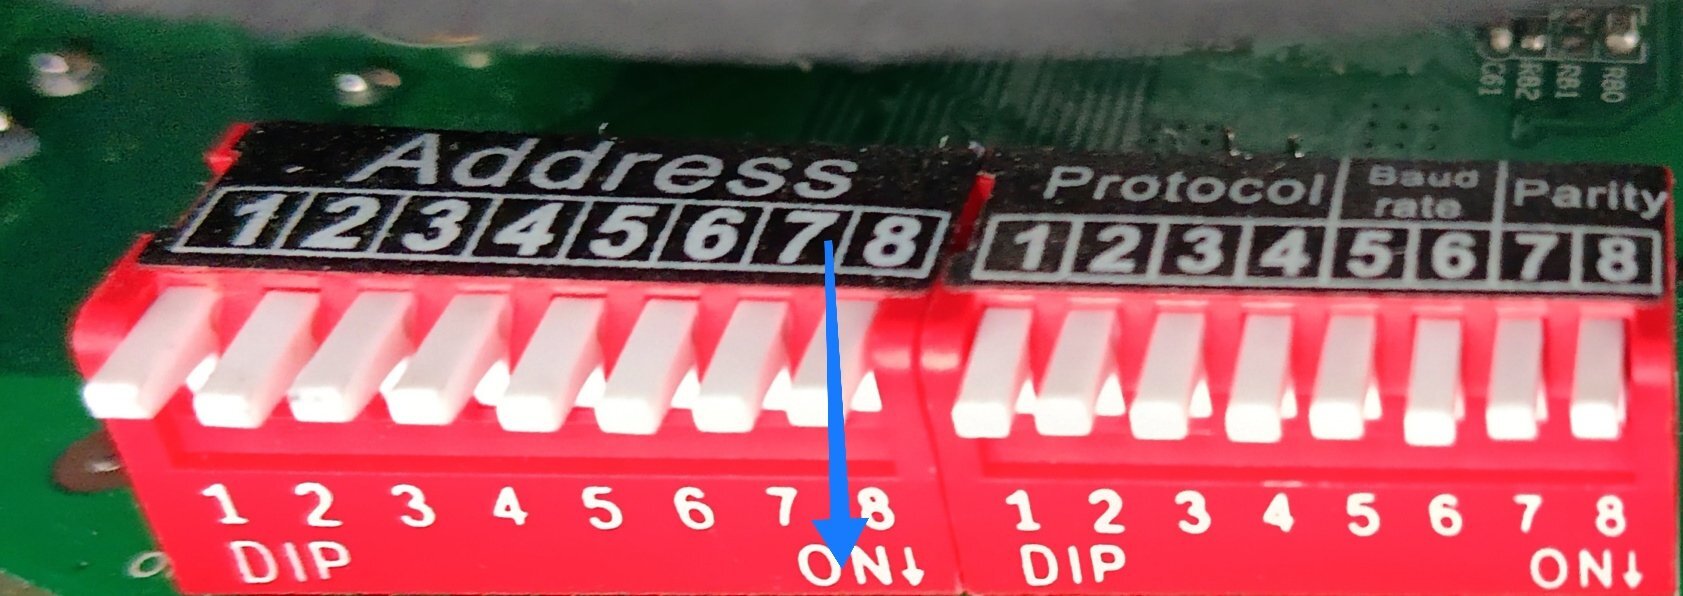 Address
1 2 3 4 5 6 7 8
Protocol
Baud rate
Parity
1 2 3 4 5 6 7 8
1 2 3 4 5 6 7 8
DIP ON↓
1 2 3 4 5 6 7 8
DIP ON↓
C61
R82
R81
R80